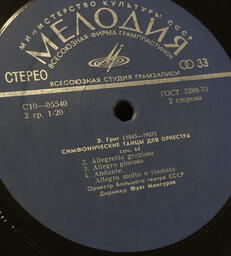 МИНИСТЕРСТВО КУЛЬТУРЫ СССР
МЕЛОДИЯ
ВСЕСОЮЗНАЯ ФИРМА ГРАМПЛАСТИНОК
СТЕРЕО
33
ВСЕСОЮЗНАЯ СТУДИЯ ГРАМЗАПИСИ
С10—05540
2 гр. 1-20
ГОСТ 5289-73
2 сторона
Э. Григ (1843—1907)
СИМФОНИЧЕСКИЕ ТАНЦЫ ДЛЯ ОРКЕСТРА
соч. 64
2. Allegretto grazioso
3. Allegro giocoso
4. Andante.
Allegro molto e risoluto
Оркестр Большого театра СССР
Дирижер Фуат Мансуров